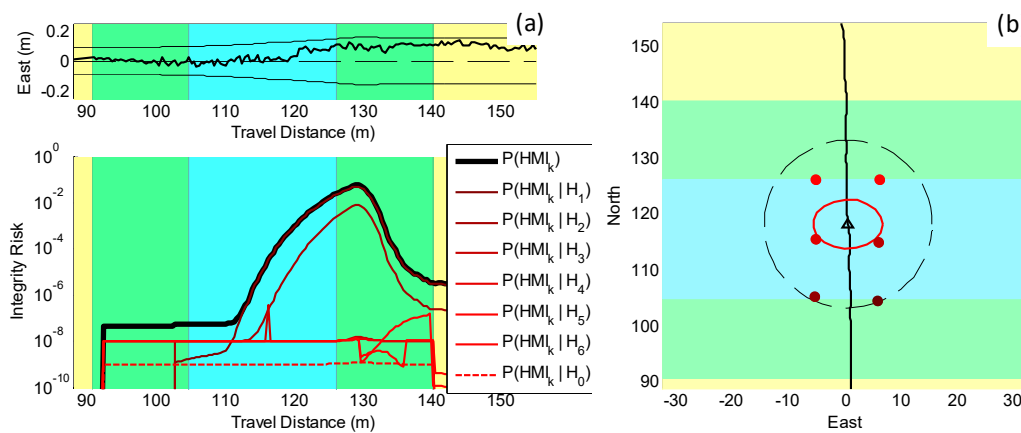 (a)
East (m)
0.2
0
-0.2
90 100 110 120 130 140 150
Travel Distance (m)
Integrity Risk
10^0
10^-2
10^-4
10^-6
10^-8
10^-10
90 100 110 120 130 142 150
Travel Distance (m)
P(HMI_k)
P(HMI_k | H_1)
P(HMI_k | H_2)
P(HMI_k | H_3)
P(HMI_k | H_4)
P(HMI_k | H_5)
P(HMI_k | H_6)
P(HMI_k | H_0)
(b)
North
150
140
130
120
110
100
90
-30 -20 -10 0 10 20 30
East